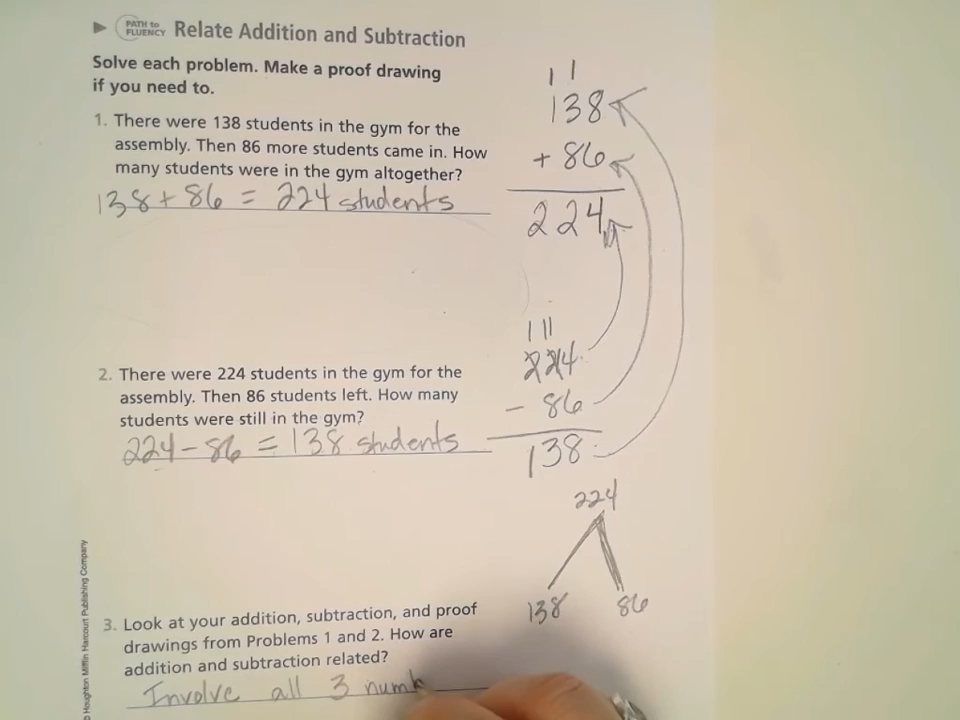 PATH to FLUENCY Relate Addition and Subtraction
Solve each problem. Make a proof drawing
if you need to.
1. There were 138 students in the gym for the
assembly. Then 86 more students came in. How
many students were in the gym altogether?
138 + 86 = 224 students
1 1
138
+ 86
224
2. There were 224 students in the gym for the
assembly. Then 86 students left. How many
students were still in the gym?
224 - 86 = 138 students
1 11
224
- 86
138
224
138 86
3. Look at your addition, subtraction, and proof
drawings from Problems 1 and 2. How are
addition and subtraction related?
Involve all 3 numb
© Houghton Mifflin Harcourt Publishing Company